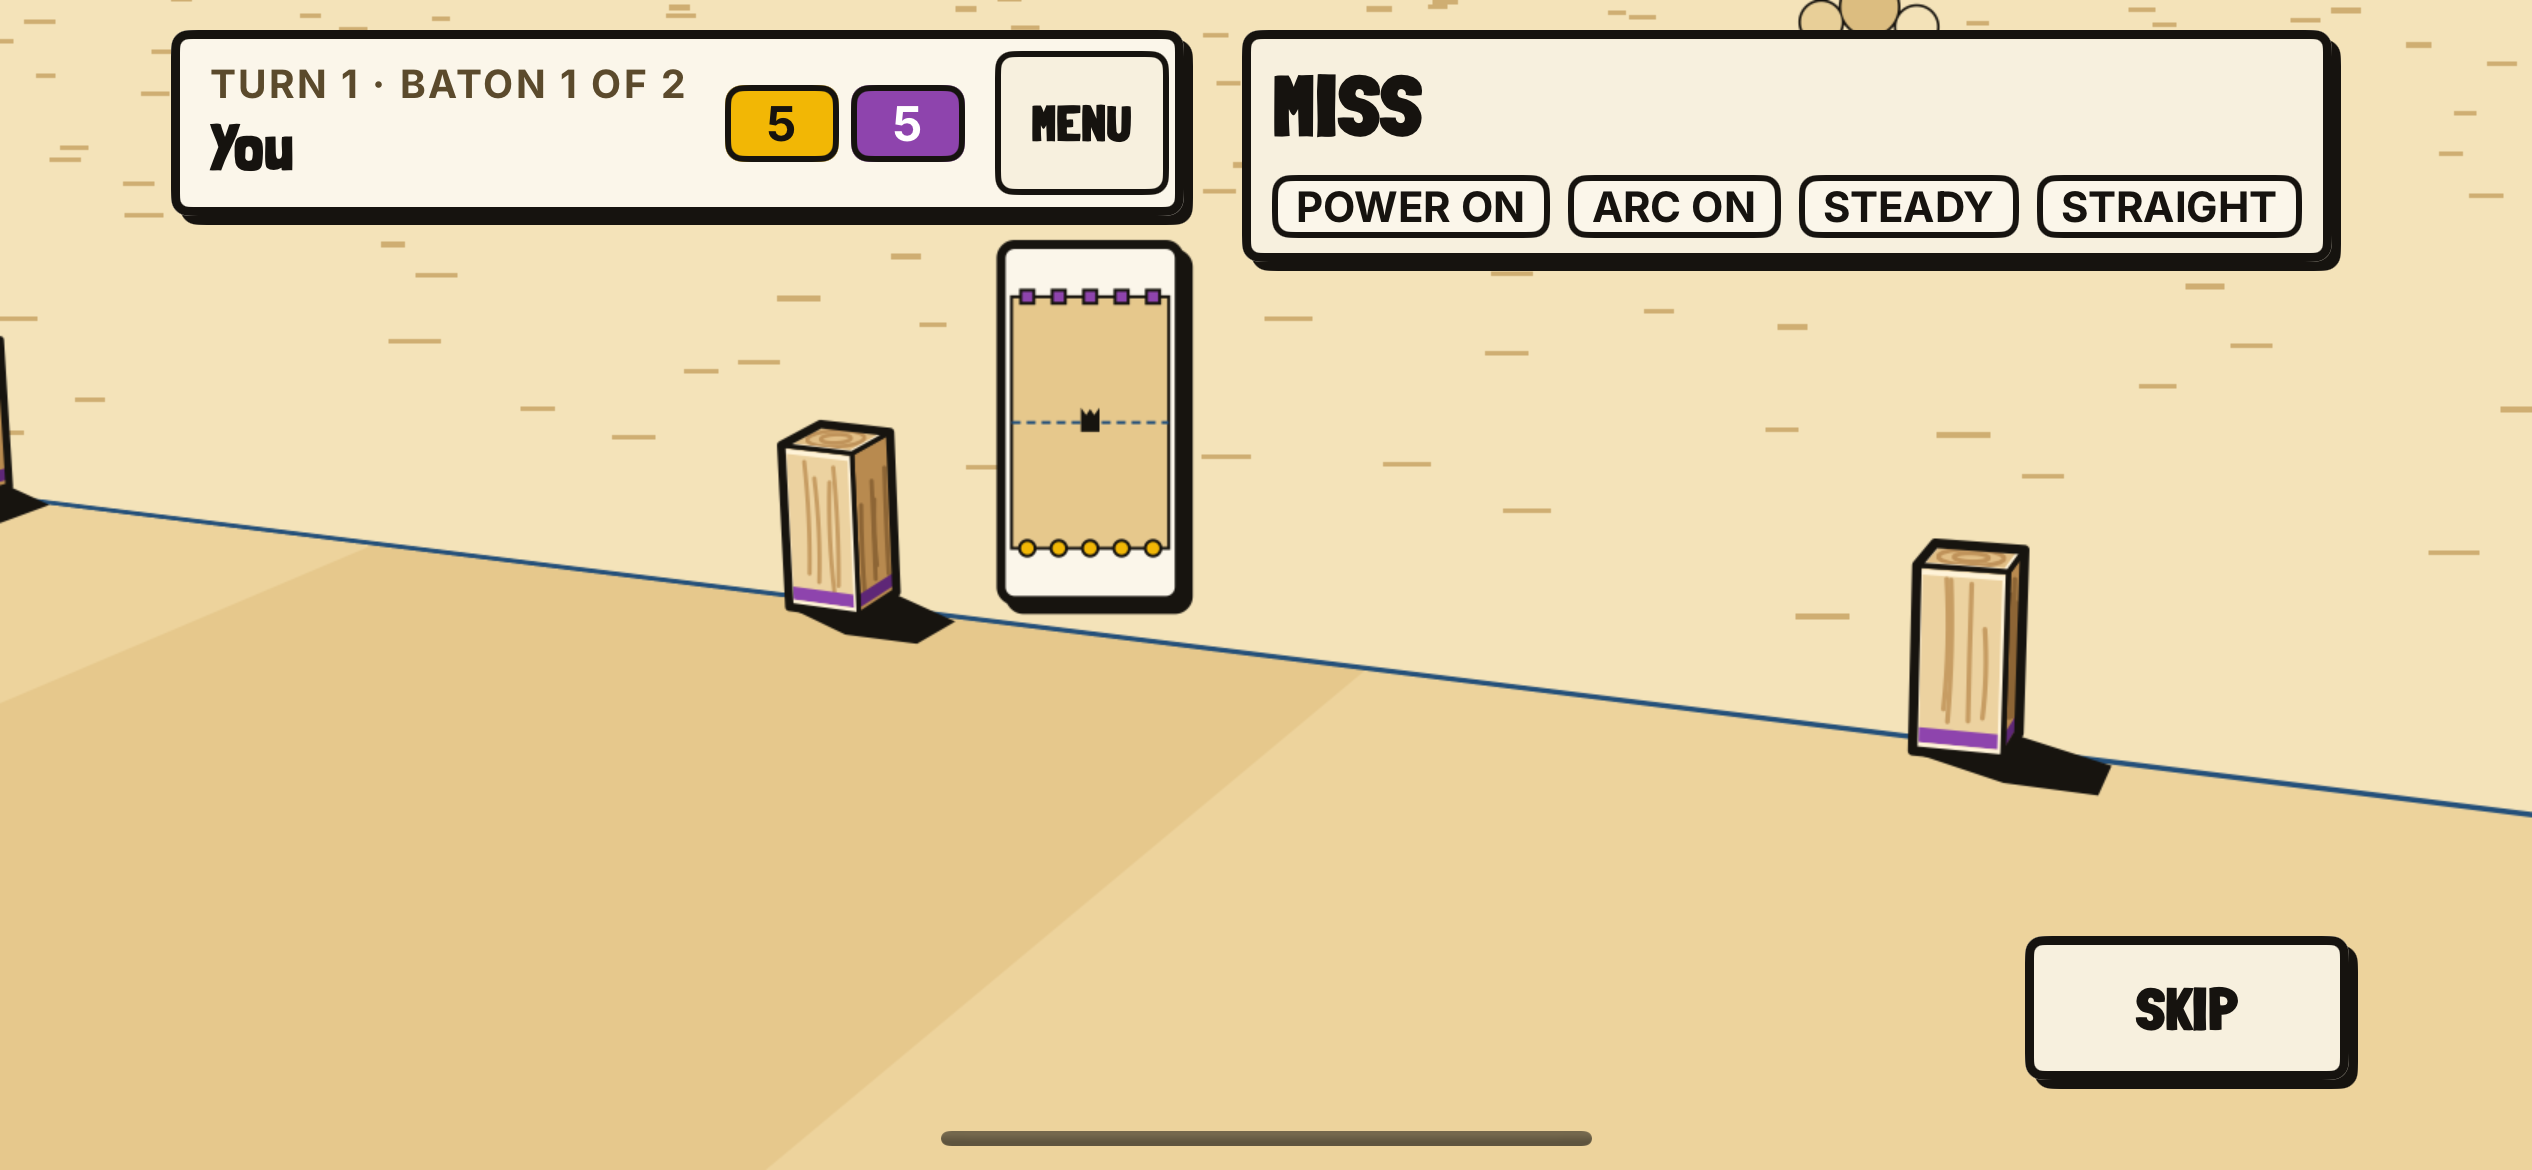 TURN 1 · BATON 1 OF 2
You
5
5
MENU
MISS
POWER ON
ARC ON
STEADY
STRAIGHT
SKIP